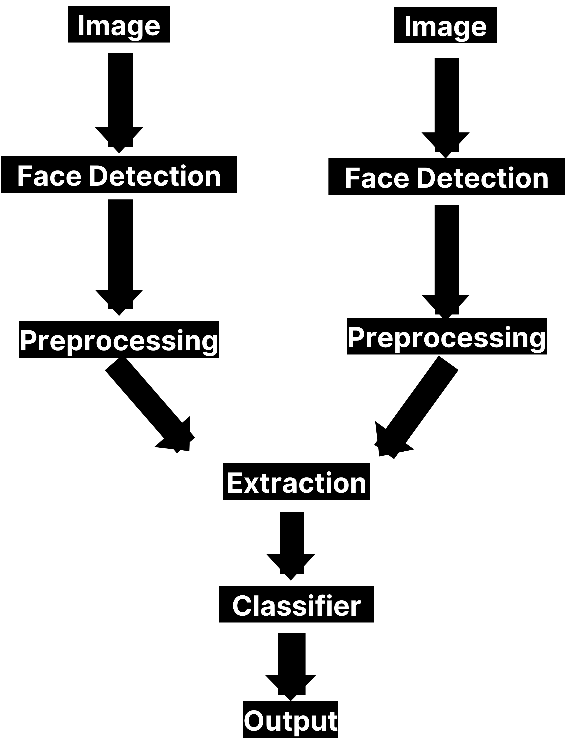 Image
Image
Face Detection
Face Detection
Preprocessing
Preprocessing
Extraction
Classifier
Output